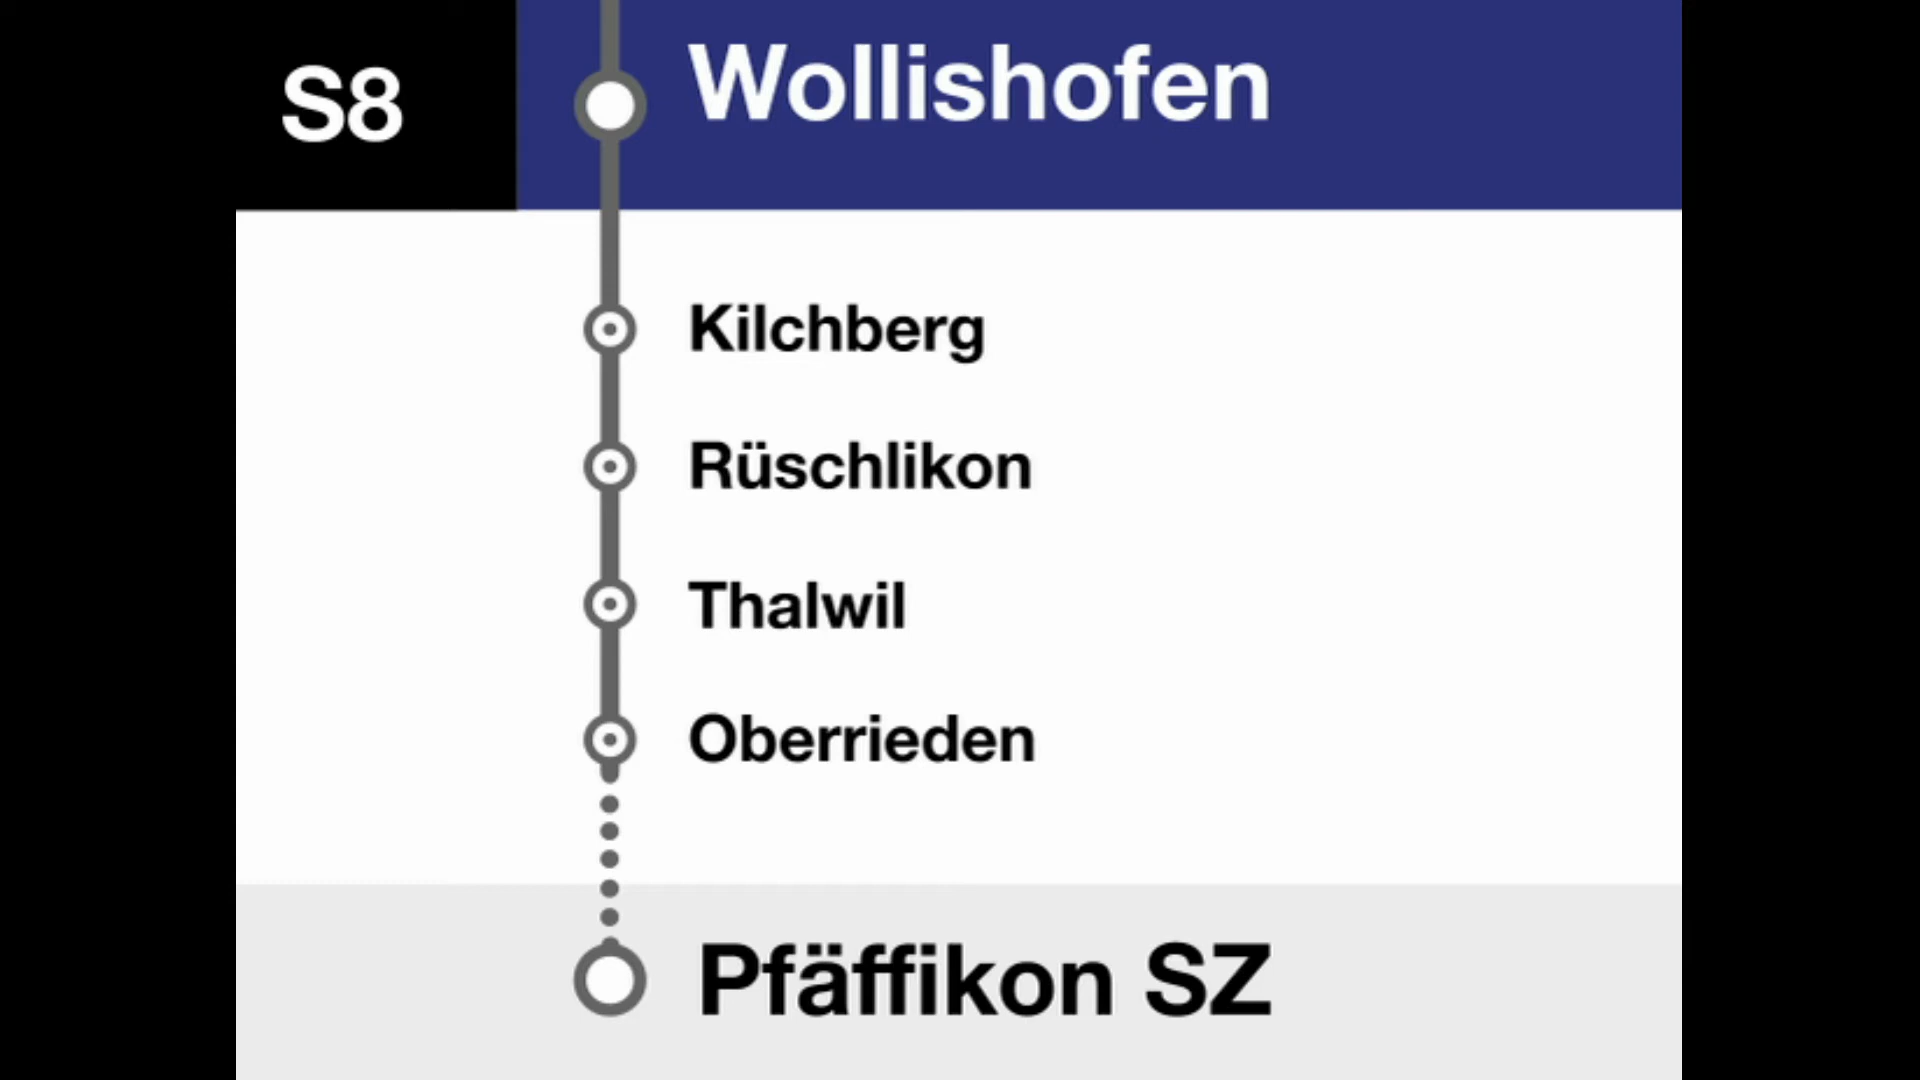 S8
Wollishofen
Kilchberg
Rüschlikon
Thalwil
Oberrieden
Pfäffikon SZ